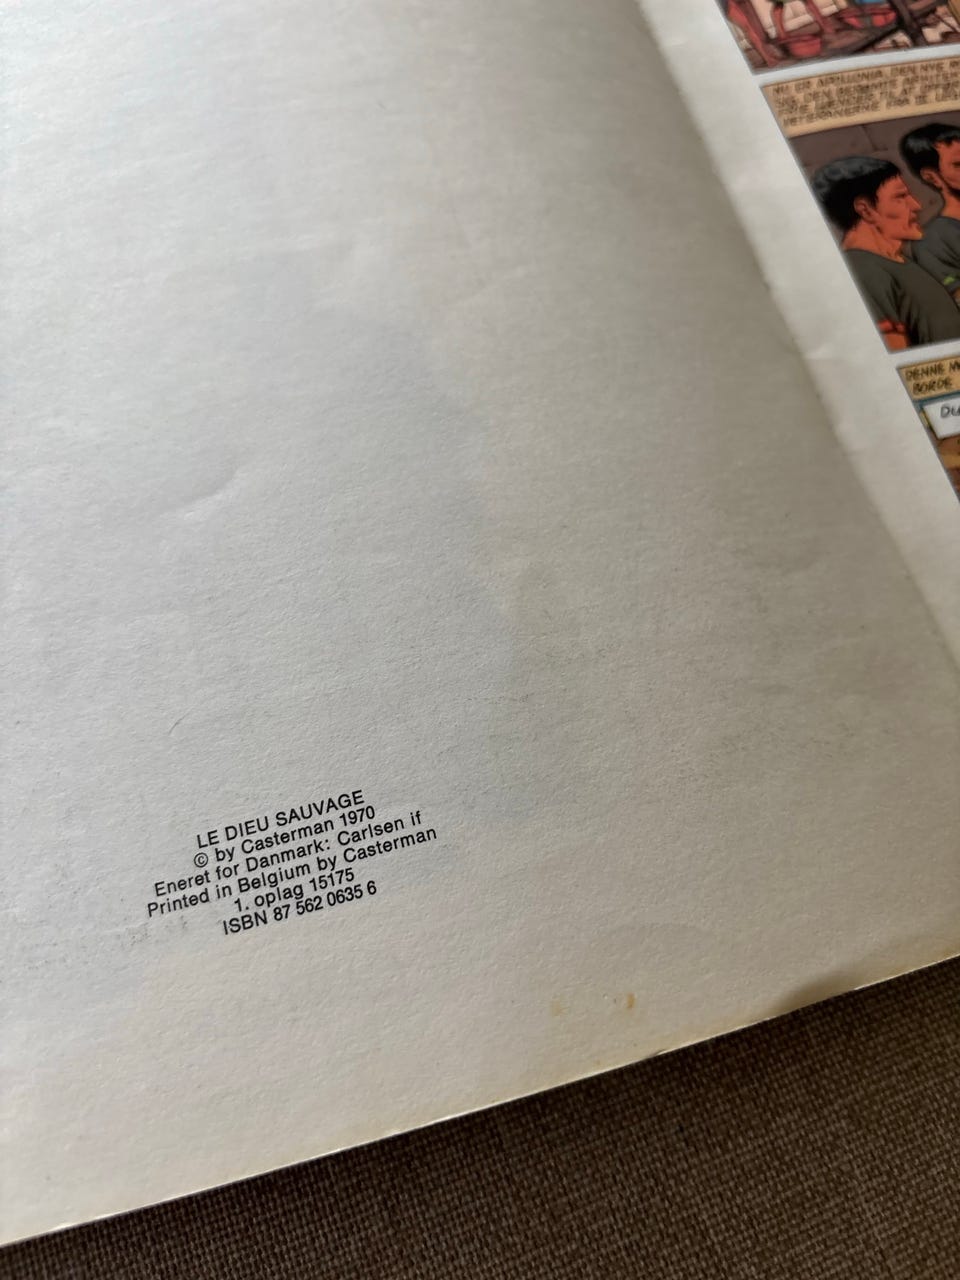 LE DIEU SAUVAGE
© by Casterman 1970
Eneret for Danmark: Carlsen if
Printed in Belgium by Casterman
1. oplag 15175
ISBN 87 562 0635 6
DENNE
BORDE